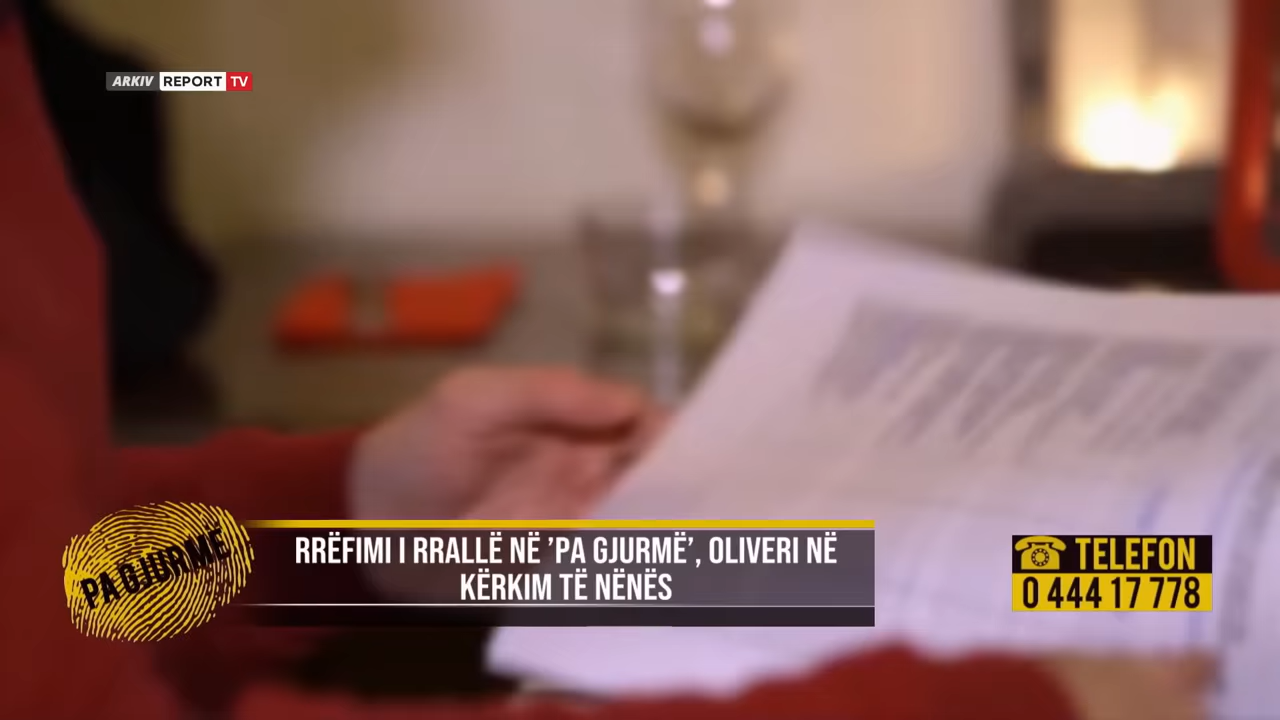 ARKIV REPORT TV
PA GJURMË
RRËFIMI I RRALLË NË ’PA GJURMË’, OLIVERI NË
KËRKIM TË NËNËS
TELEFON
0 444 17 778